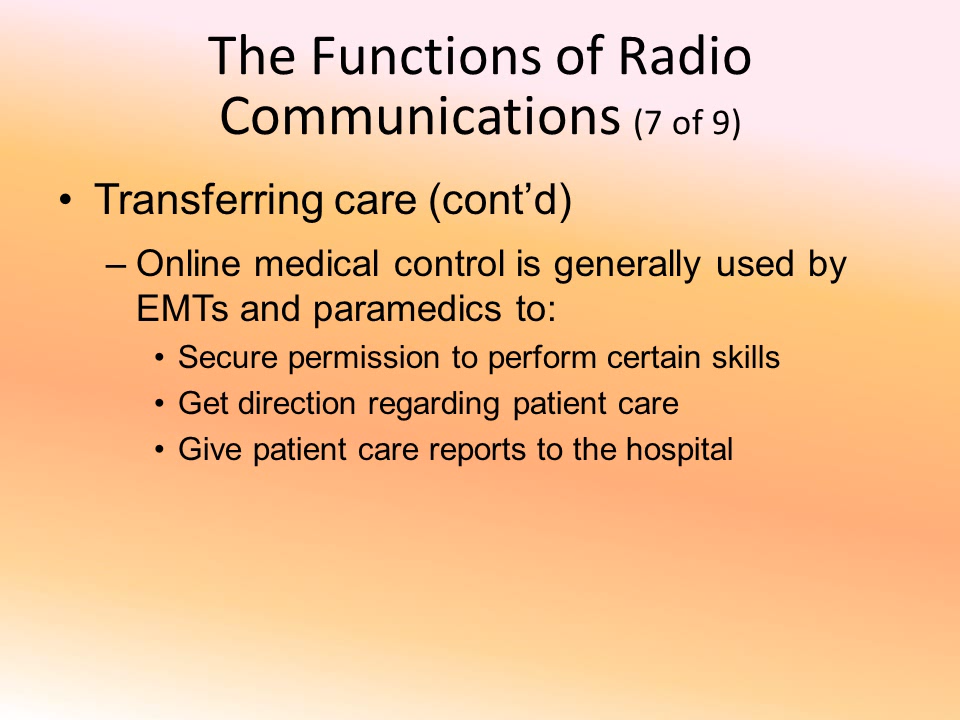 The Functions of Radio
Communications (7 of 9)
• Transferring care (cont’d)
– Online medical control is generally used by
EMTs and paramedics to:
• Secure permission to perform certain skills
• Get direction regarding patient care
• Give patient care reports to the hospital